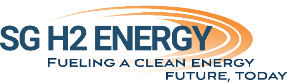 SG H2 ENERGY
FUELING A CLEAN ENERGY
FUTURE, TODAY